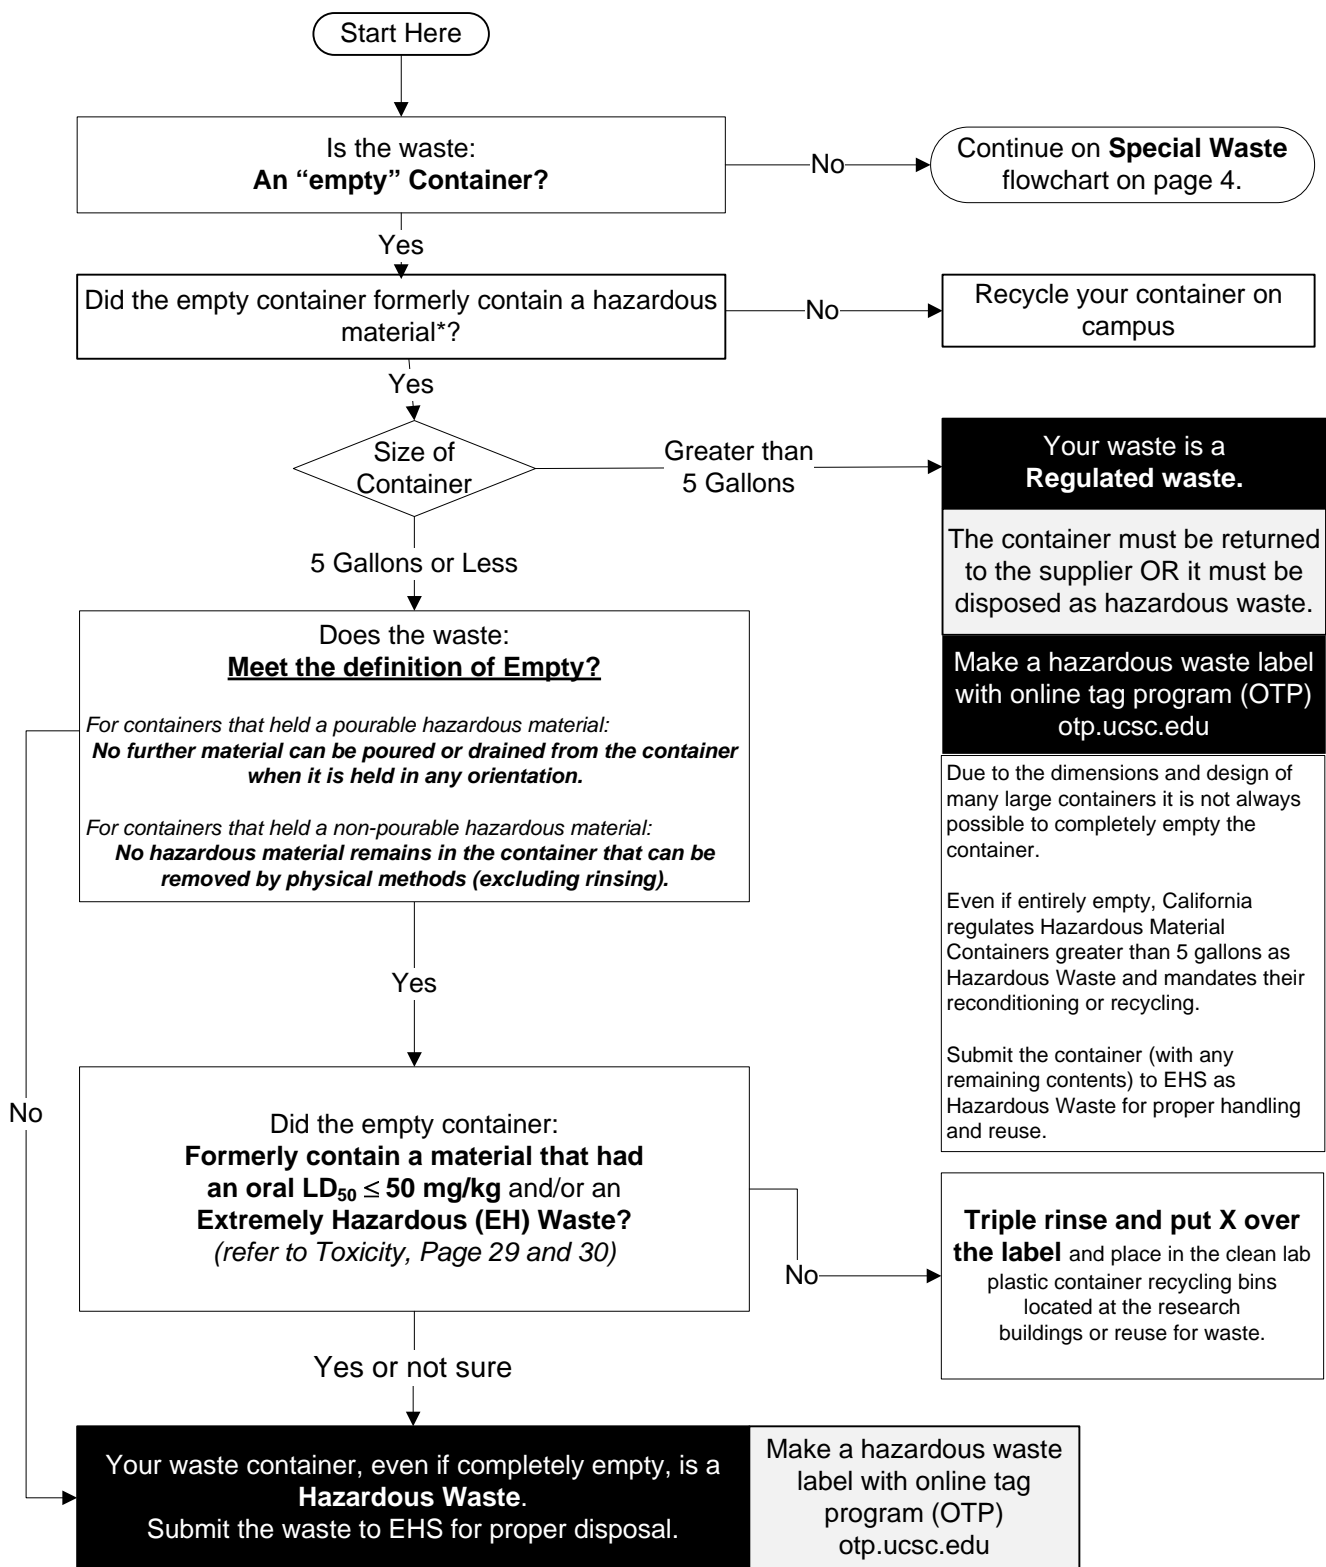 Start Here
Is the waste:
An “empty” Container?
No
Continue on Special Waste
flowchart on page 4.
Yes
Did the empty container formerly contain a hazardous
material*?
No
Recycle your container on
campus
Yes
Size of
Container
Greater than
5 Gallons
Your waste is a
Regulated waste.
The container must be returned
to the supplier OR it must be
disposed as hazardous waste.
Make a hazardous waste label
with online tag program (OTP)
otp.ucsc.edu
Due to the dimensions and design of
many large containers it is not always
possible to completely empty the
container.
Even if entirely empty, California
regulates Hazardous Material
Containers greater than 5 gallons as
Hazardous Waste and mandates their
reconditioning or recycling.
Submit the container (with any
remaining contents) to EHS as
Hazardous Waste for proper handling
and reuse.
5 Gallons or Less
Does the waste:
Meet the definition of Empty?
For containers that held a pourable hazardous material:
No further material can be poured or drained from the container
when it is held in any orientation.
For containers that held a non-pourable hazardous material:
No hazardous material remains in the container that can be
removed by physical methods (excluding rinsing).
Yes
No
Did the empty container:
Formerly contain a material that had
an oral LD50 ≤ 50 mg/kg and/or an
Extremely Hazardous (EH) Waste?
(refer to Toxicity, Page 29 and 30)
No
Triple rinse and put X over
the label and place in the clean lab
plastic container recycling bins
located at the research
buildings or reuse for waste.
Yes or not sure
Your waste container, even if completely empty, is a
Hazardous Waste.
Submit the waste to EHS for proper disposal.
Make a hazardous waste
label with online tag
program (OTP)
otp.ucsc.edu